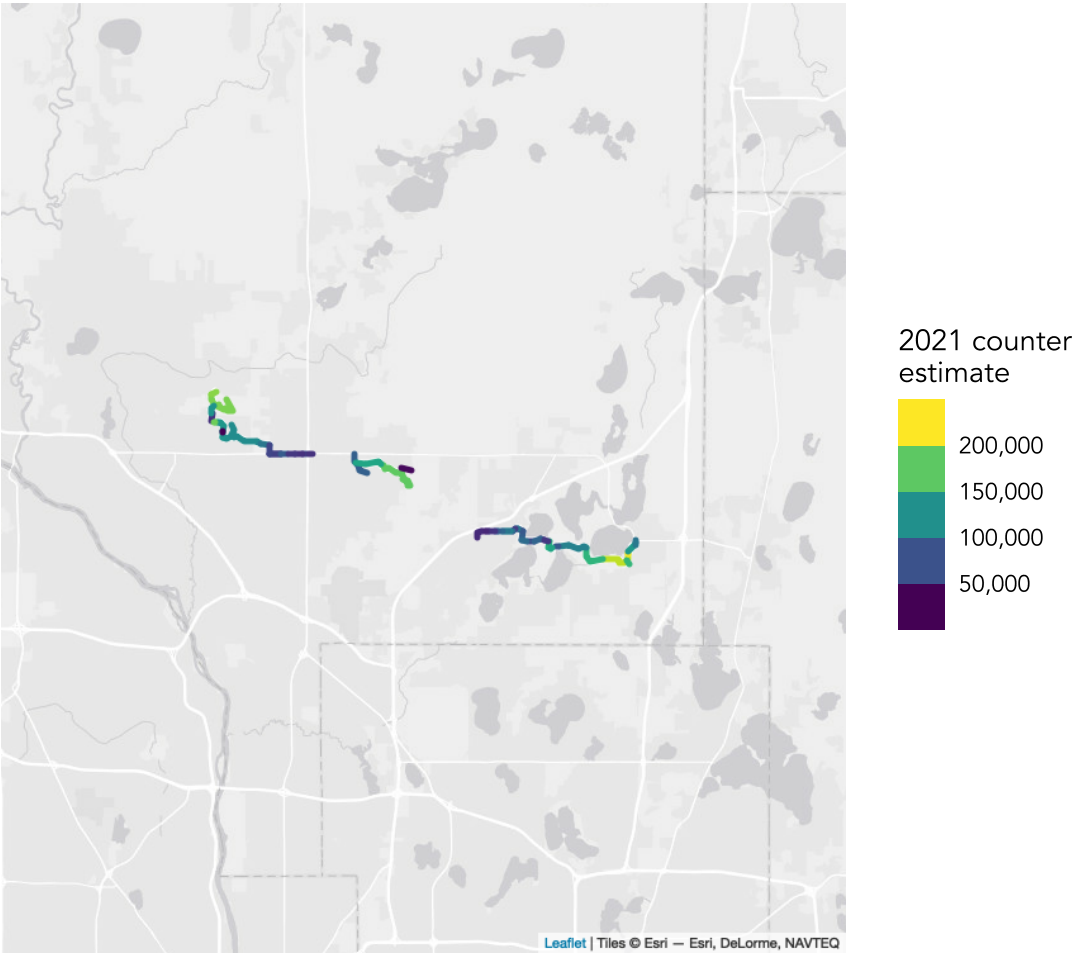 2021 counter
estimate
200,000
150,000
100,000
50,000
Leaflet | Tiles © Esri — Esri, DeLorme, NAVTEQ